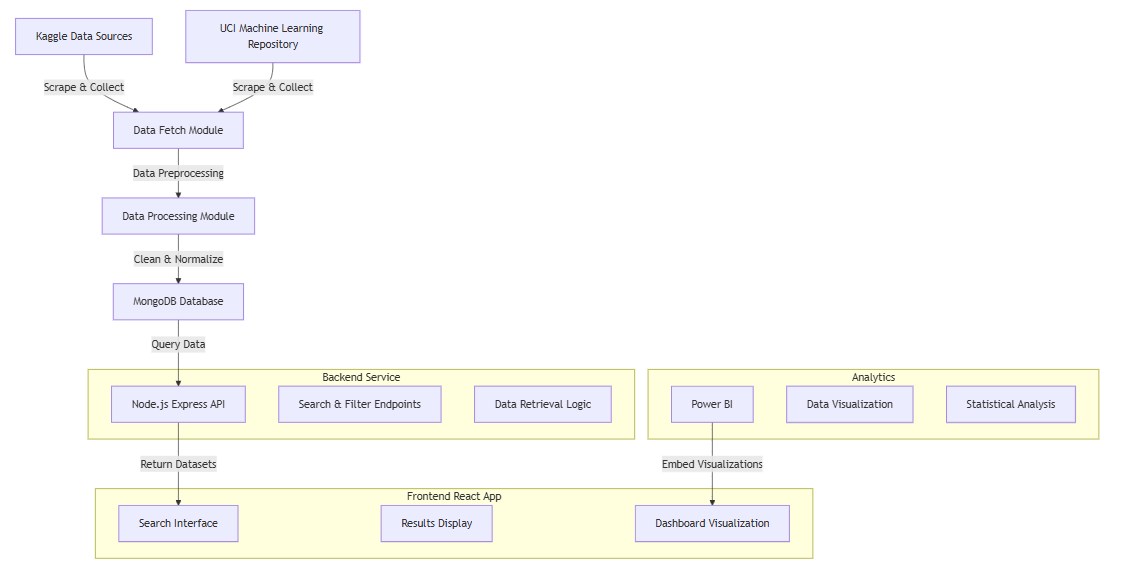 Kaggle Data Sources
UCI Machine Learning
Repository
Scrape & Collect
Scrape & Collect
Data Fetch Module
Data Preprocessing
Data Processing Module
Clean & Normalize
MongoDB Database
Query Data
Backend Service
Node.js Express API
Search & Filter Endpoints
Data Retrieval Logic
Analytics
Power BI
Data Visualization
Statistical Analysis
Return Datasets
Embed Visualizations
Frontend React App
Search Interface
Results Display
Dashboard Visualization